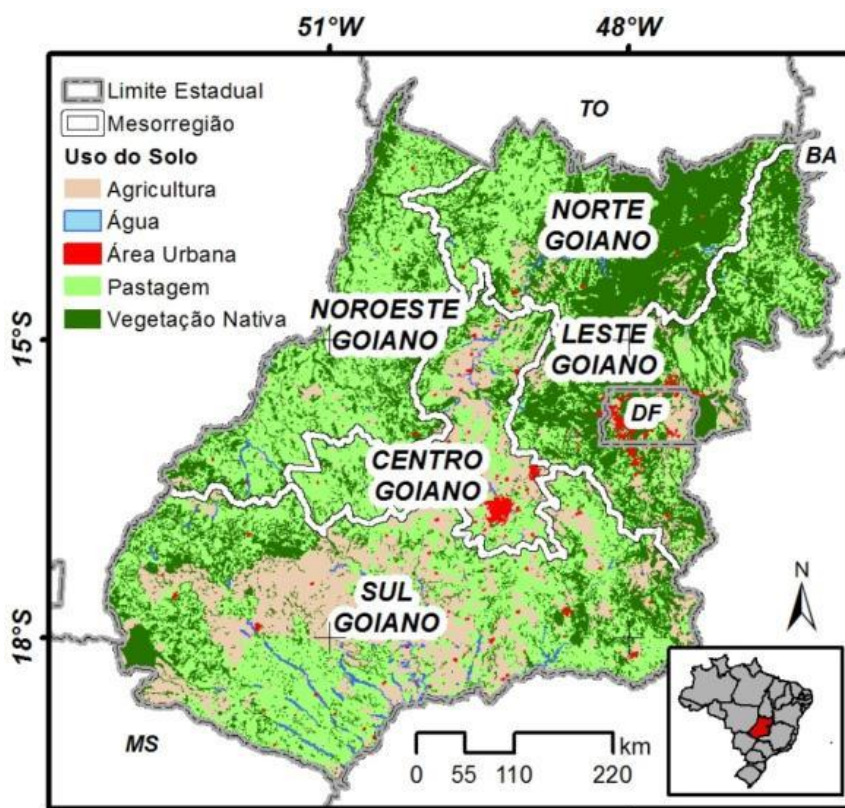 51°W 48°W
Limite Estadual
Mesorregião
Uso do Solo
Agricultura
Água
Área Urbana
Pastagem
Vegetação Nativa
TO
BA
NORTE
GOIANO
NOROESTE
GOIANO
LESTE
GOIANO
15°S
DF
CENTRO
GOIANO
SUL
GOIANO
18°S
N
MS
km
0 55 110 220